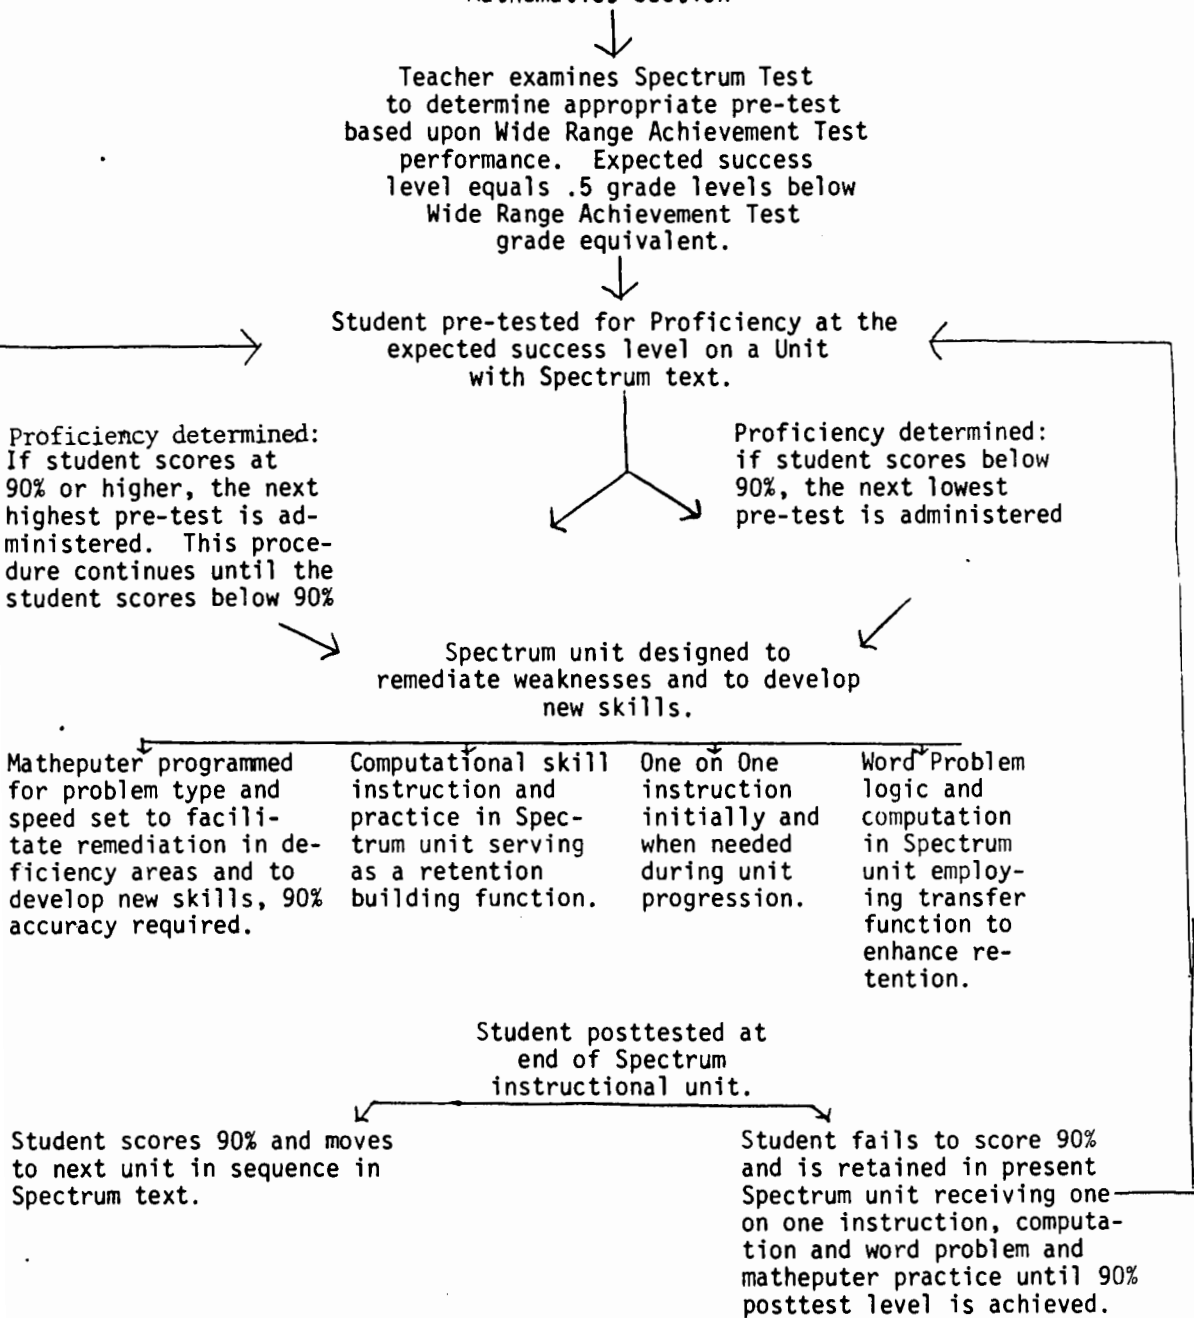 Teacher examines Spectrum Test
to determine appropriate pre-test
based upon Wide Range Achievement Test
performance. Expected success
level equals .5 grade levels below
Wide Range Achievement Test
grade equivalent.
Student pre-tested for Proficiency at the
expected success level on a Unit
with Spectrum text.
Proficiency determined:
If student scores at
90% or higher, the next
highest pre-test is ad-
ministered. This proce-
dure continues until the
student scores below 90%
Proficiency determined:
if student scores below
90%, the next lowest
pre-test is administered
Spectrum unit designed to
remediate weaknesses and to develop
new skills.
Matheputer programmed
for problem type and
speed set to facili-
tate remediation in de-
ficiency areas and to
develop new skills, 90%
accuracy required.
Computational skill
instruction and
practice in Spec-
trum unit serving
as a retention
building function.
One on One
instruction
initially and
when needed
during unit
progression.
Word Problem
logic and
computation
in Spectrum
unit employ-
ing transfer
function to
enhance re-
tention.
Student posttested at
end of Spectrum
instructional unit.
Student scores 90% and moves
to next unit in sequence in
Spectrum text.
Student fails to score 90%
and is retained in present
Spectrum unit receiving one
on one instruction, computa-
tion and word problem and
matheputer practice until 90%
posttest level is achieved.